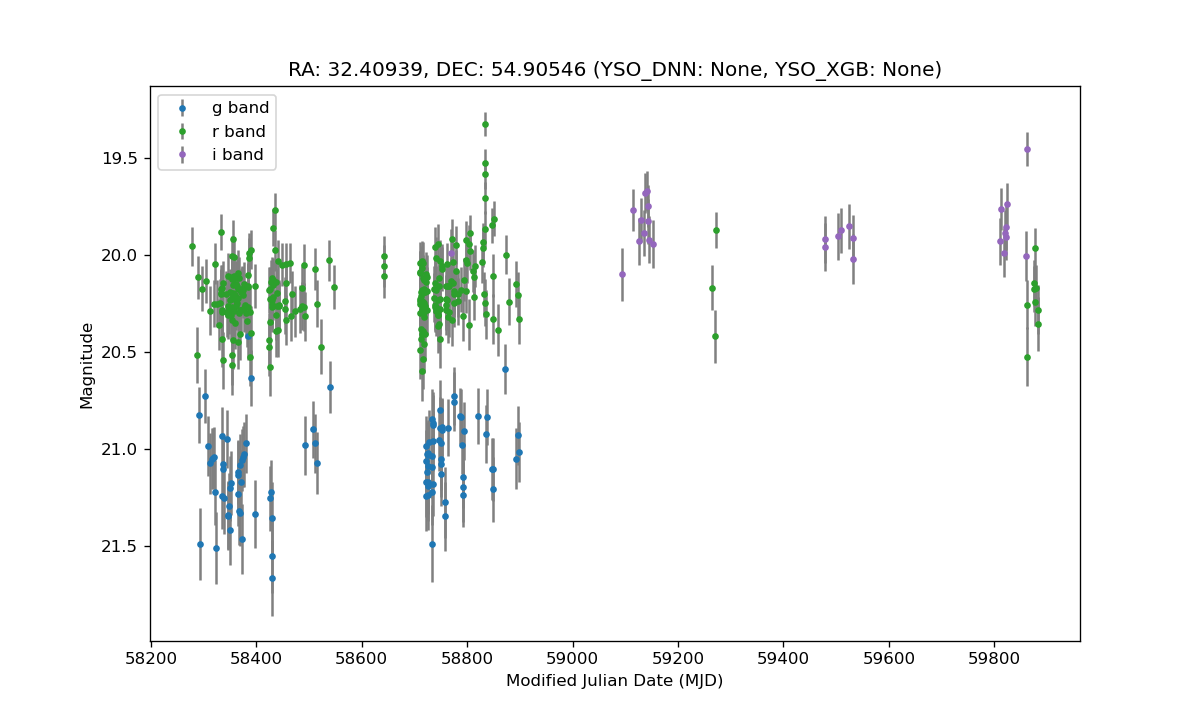 RA: 32.40939, DEC: 54.90546 (YSO_DNN: None, YSO_XGB: None)
g band
r band
i band
19.5
20.0
20.5
21.0
21.5
Magnitude
58200 58400 58600 58800 59000 59200 59400 59600 59800
Modified Julian Date (MJD)